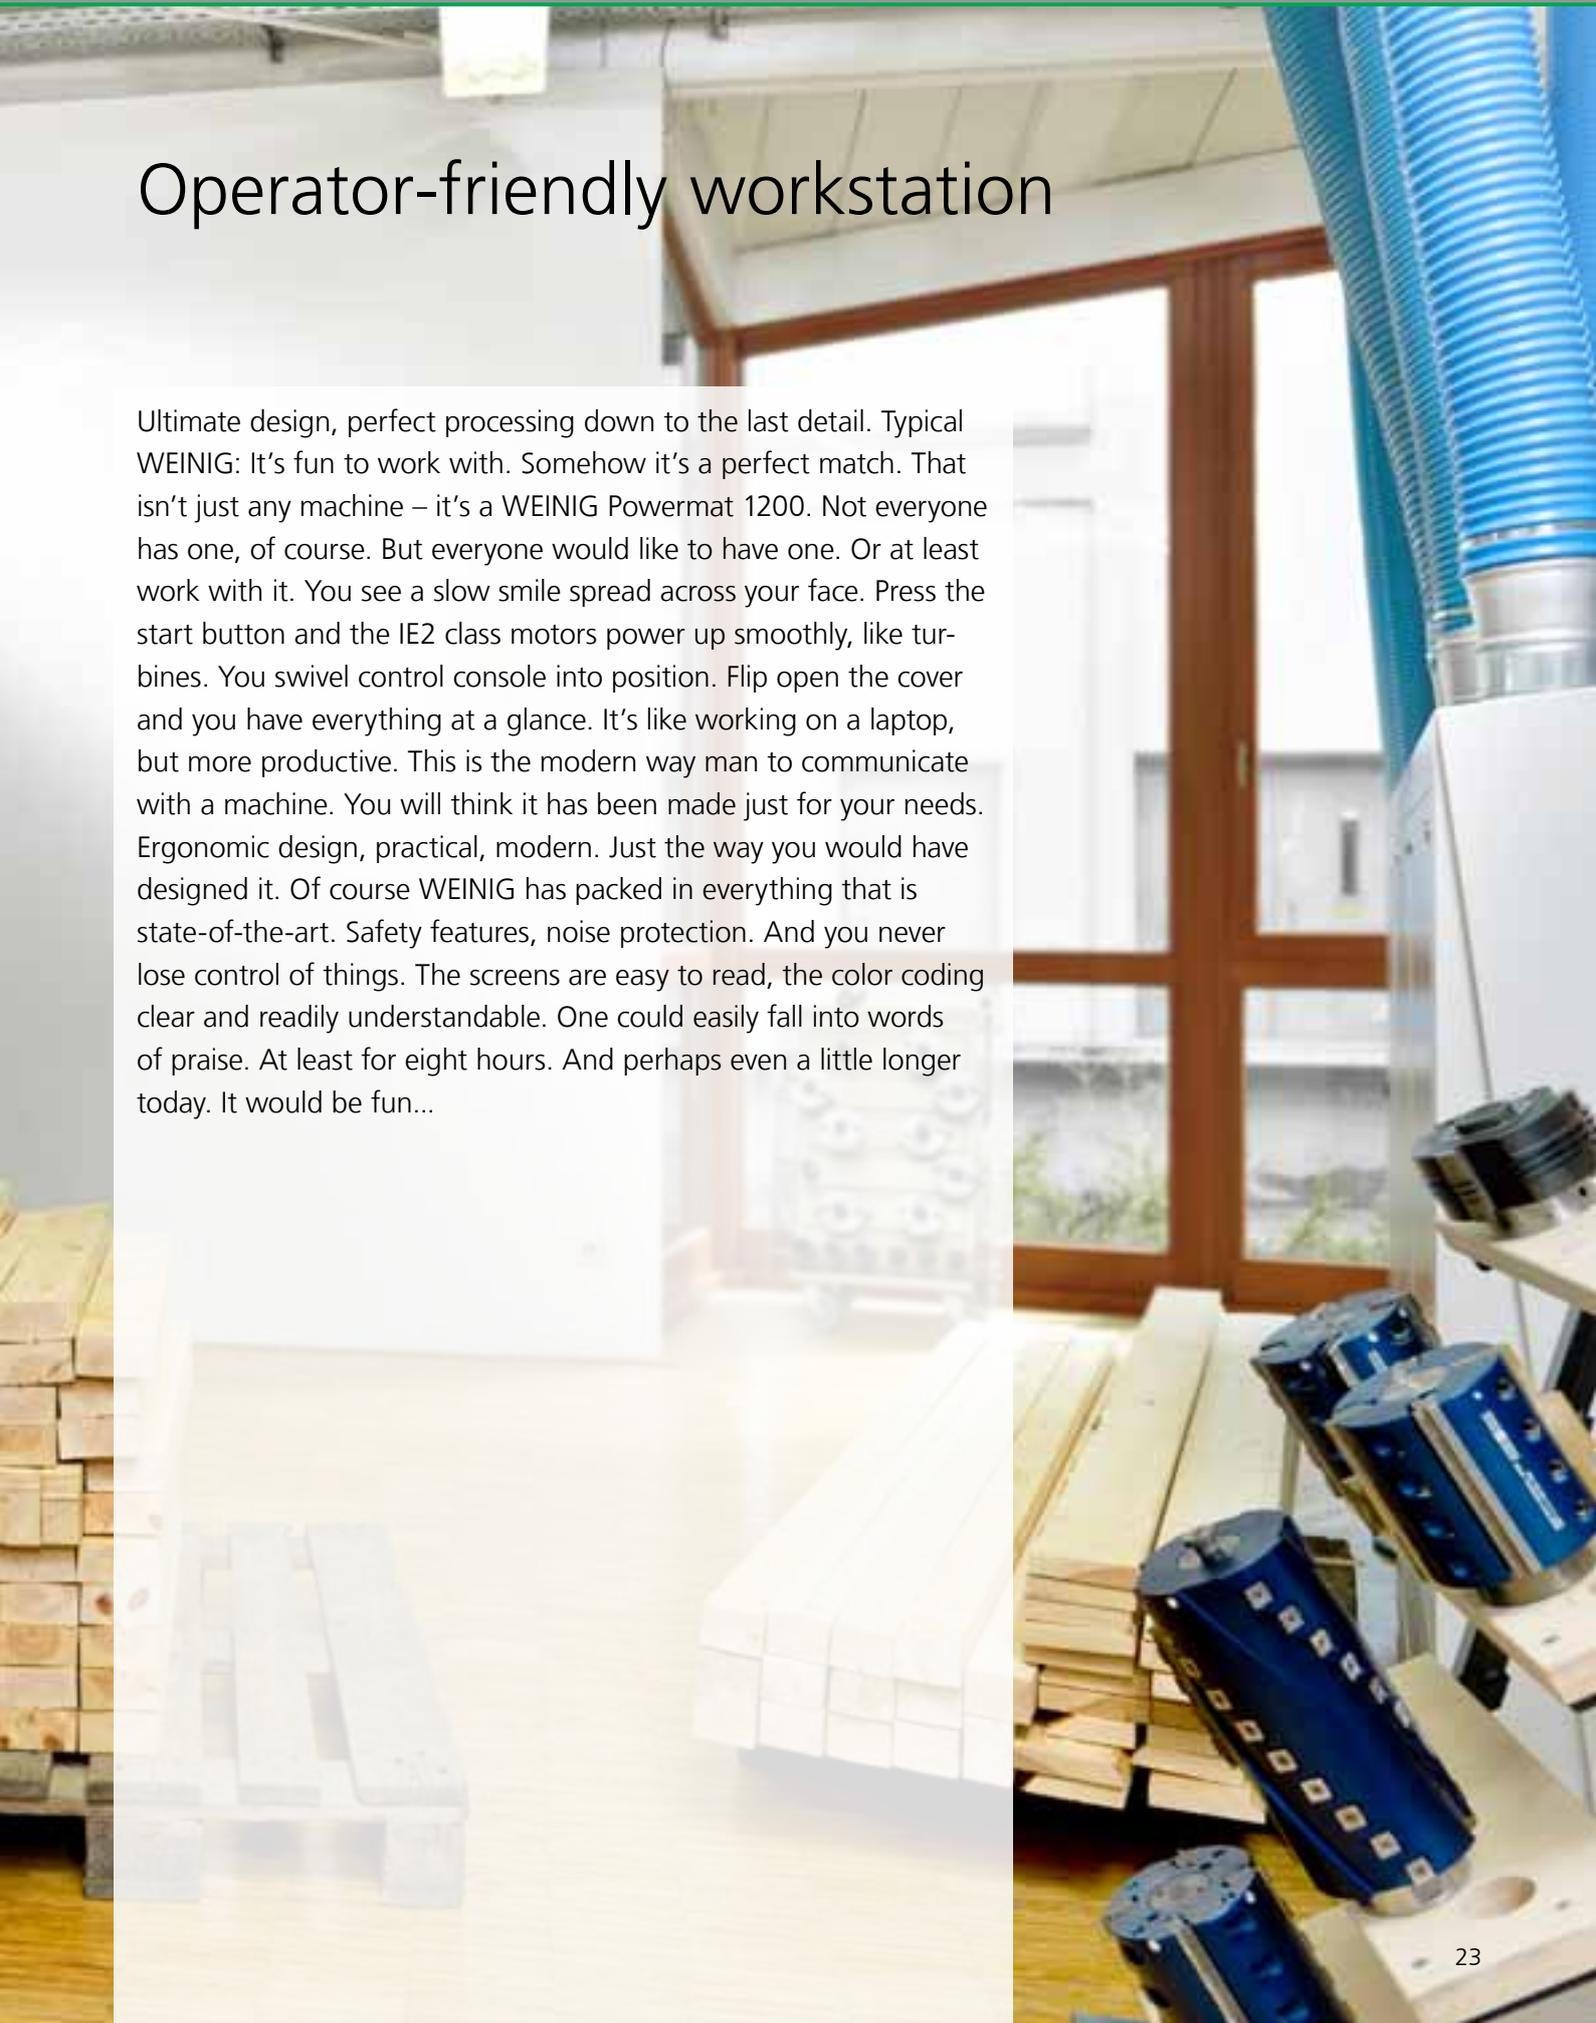 Operator-friendly workstation
Ultimate design, perfect processing down to the last detail. Typical
WEINIG: It’s fun to work with. Somehow it’s a perfect match. That
isn’t just any machine – it’s a WEINIG Powermat 1200. Not everyone
has one, of course. But everyone would like to have one. Or at least
work with it. You see a slow smile spread across your face. Press the
start button and the IE2 class motors power up smoothly, like tur-
bines. You swivel control console into position. Flip open the cover
and you have everything at a glance. It’s like working on a laptop,
but more productive. This is the modern way man to communicate
with a machine. You will think it has been made just for your needs.
Ergonomic design, practical, modern. Just the way you would have
designed it. Of course WEINIG has packed in everything that is
state-of-the-art. Safety features, noise protection. And you never
lose control of things. The screens are easy to read, the color coding
clear and readily understandable. One could easily fall into words
of praise. At least for eight hours. And perhaps even a little longer
today. It would be fun...
23